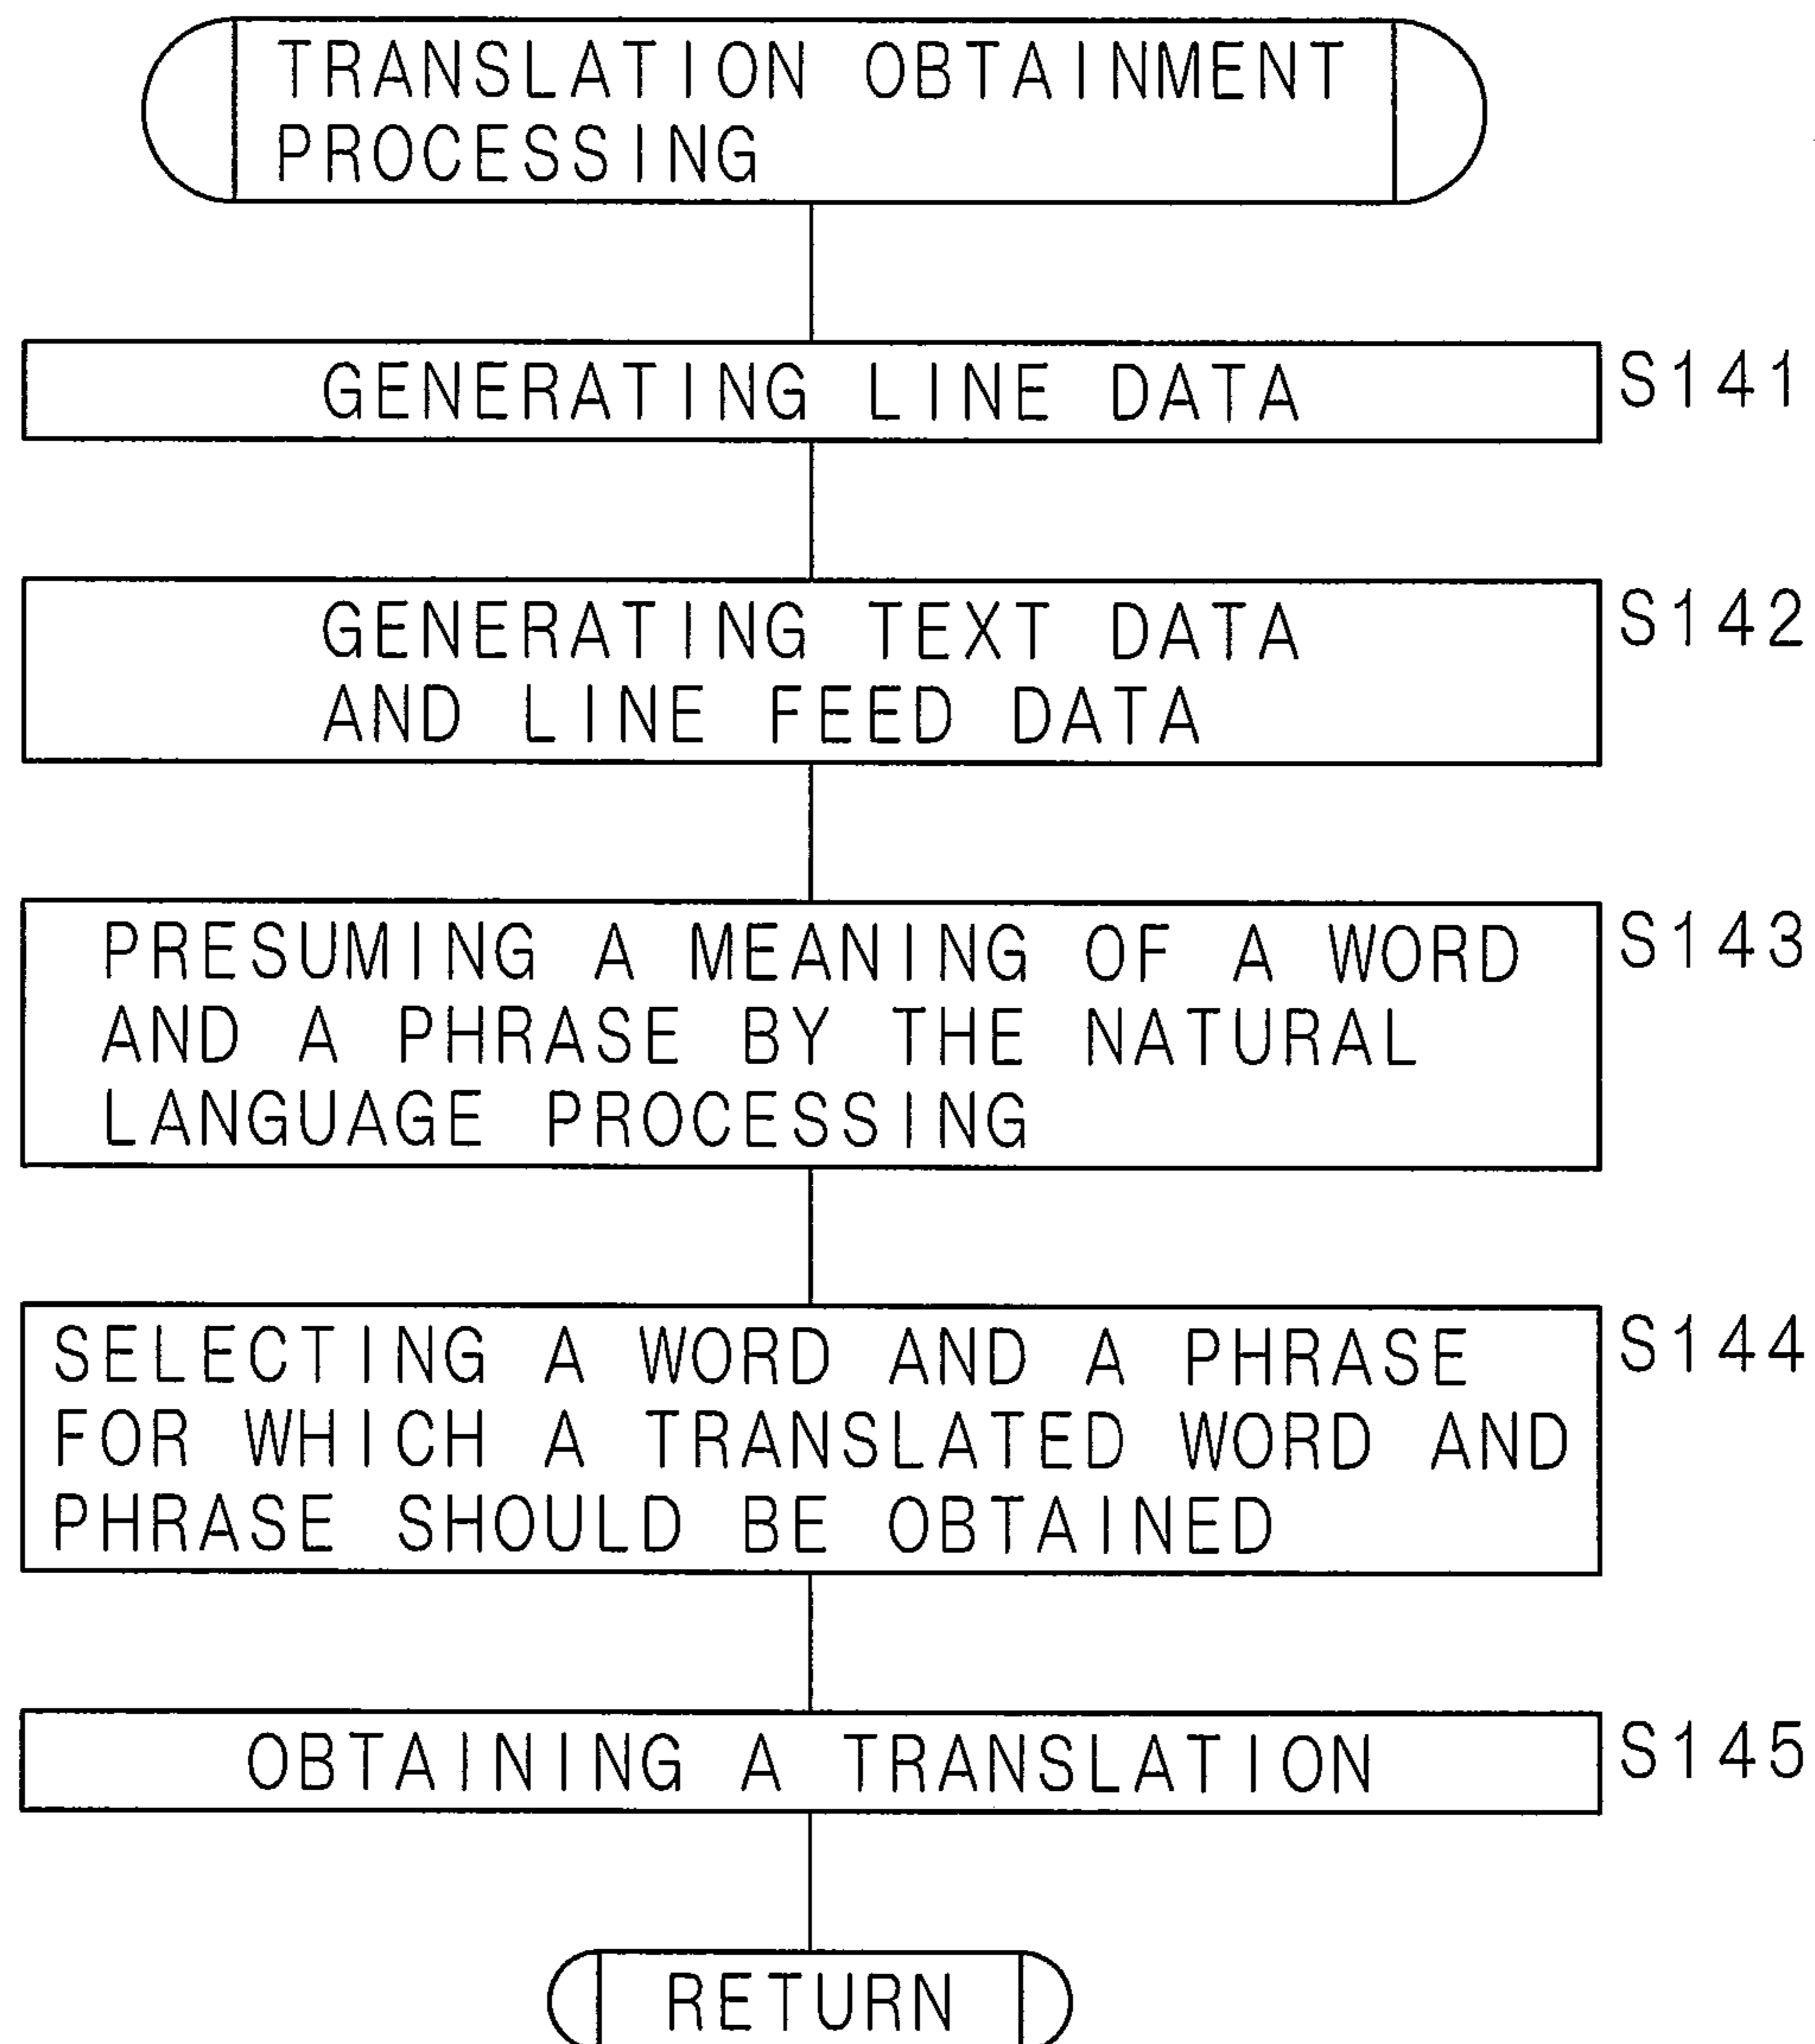 TRANSLATION OBTAINMENT
PROCESSING
GENERATING LINE DATA
S141
GENERATING TEXT DATA
AND LINE FEED DATA
S142
PRESUMING A MEANING OF A WORD
AND A PHRASE BY THE NATURAL
LANGUAGE PROCESSING
S143
SELECTING A WORD AND A PHRASE
FOR WHICH A TRANSLATED WORD AND
PHRASE SHOULD BE OBTAINED
S144
OBTAINING A TRANSLATION
S145
RETURN